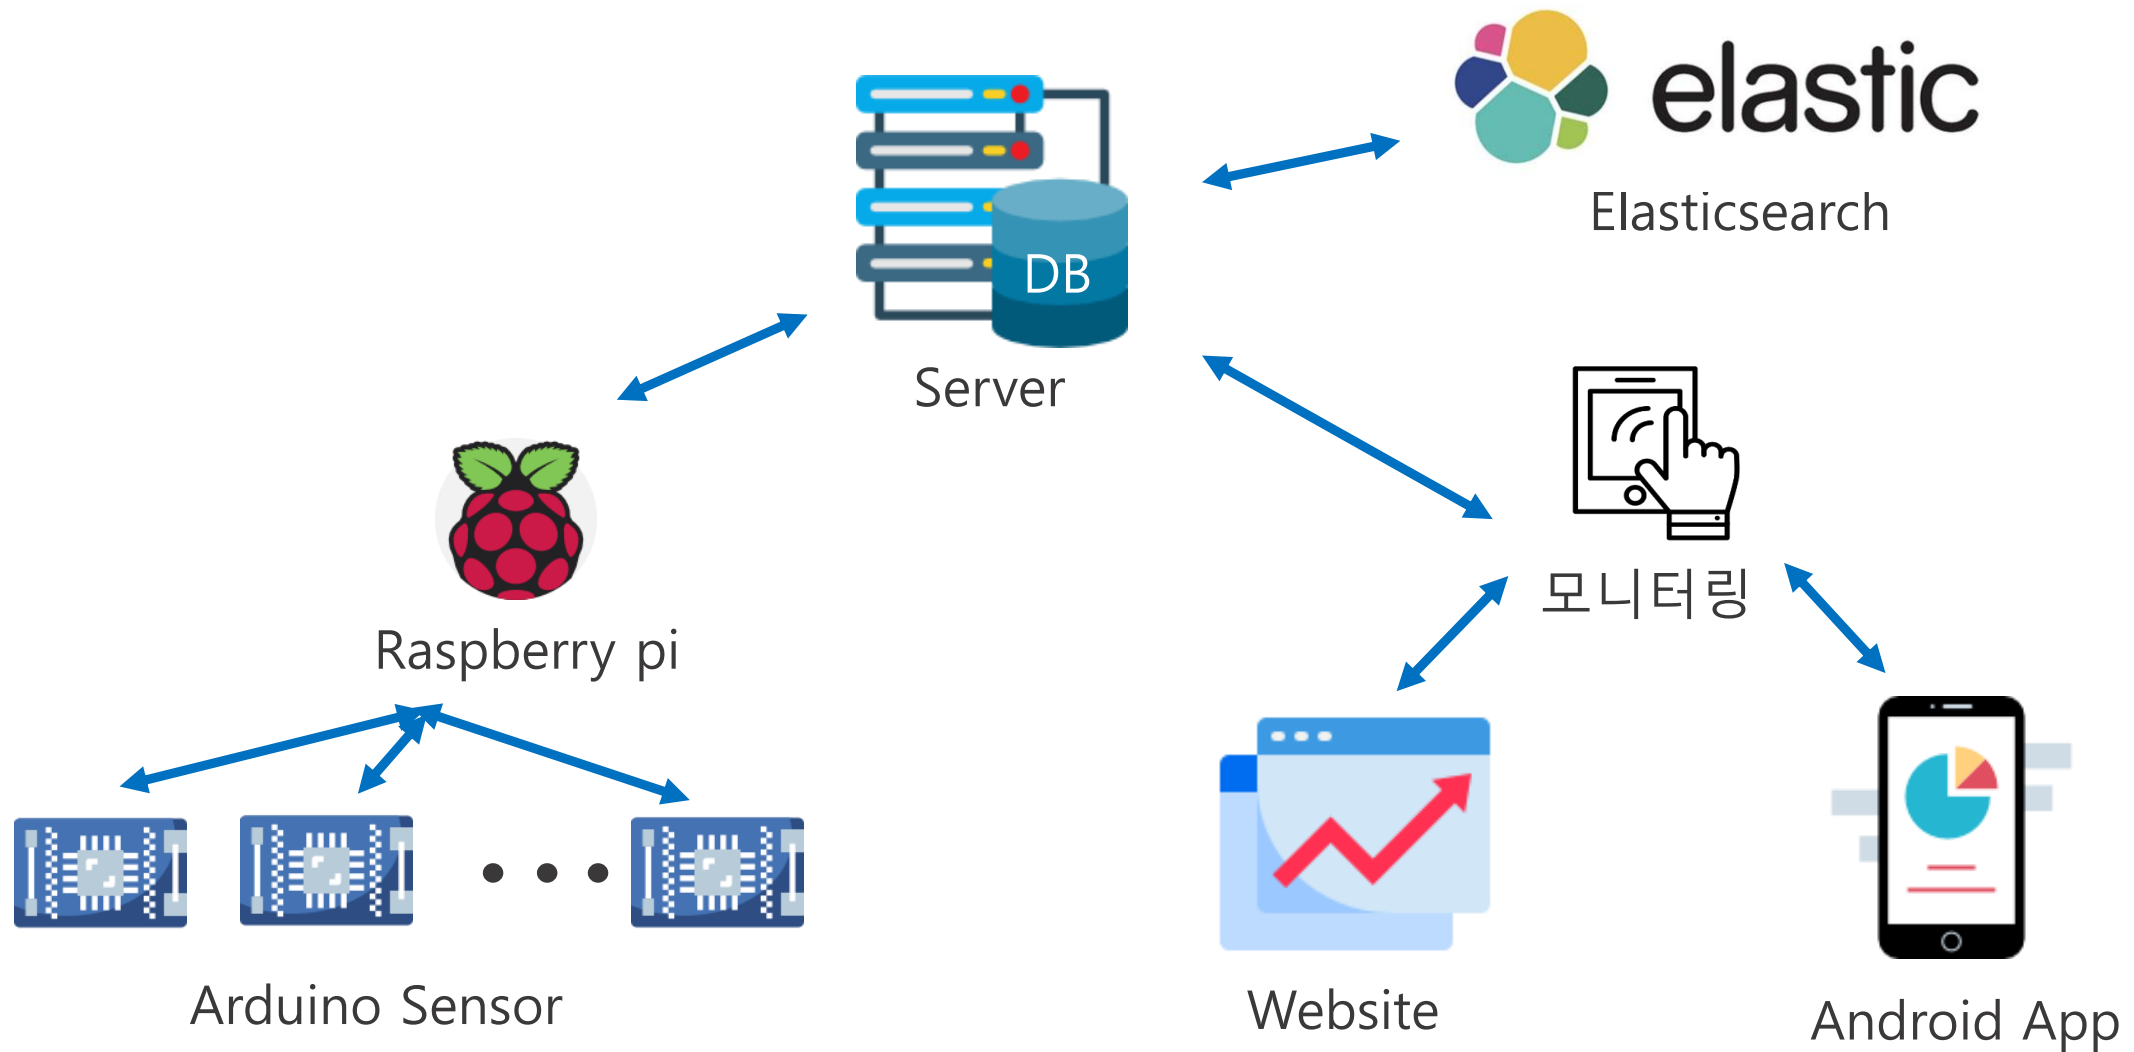 elastic
Elasticsearch
DB
Server
모니터링
Raspberry pi
Arduino Sensor
Website
Android App